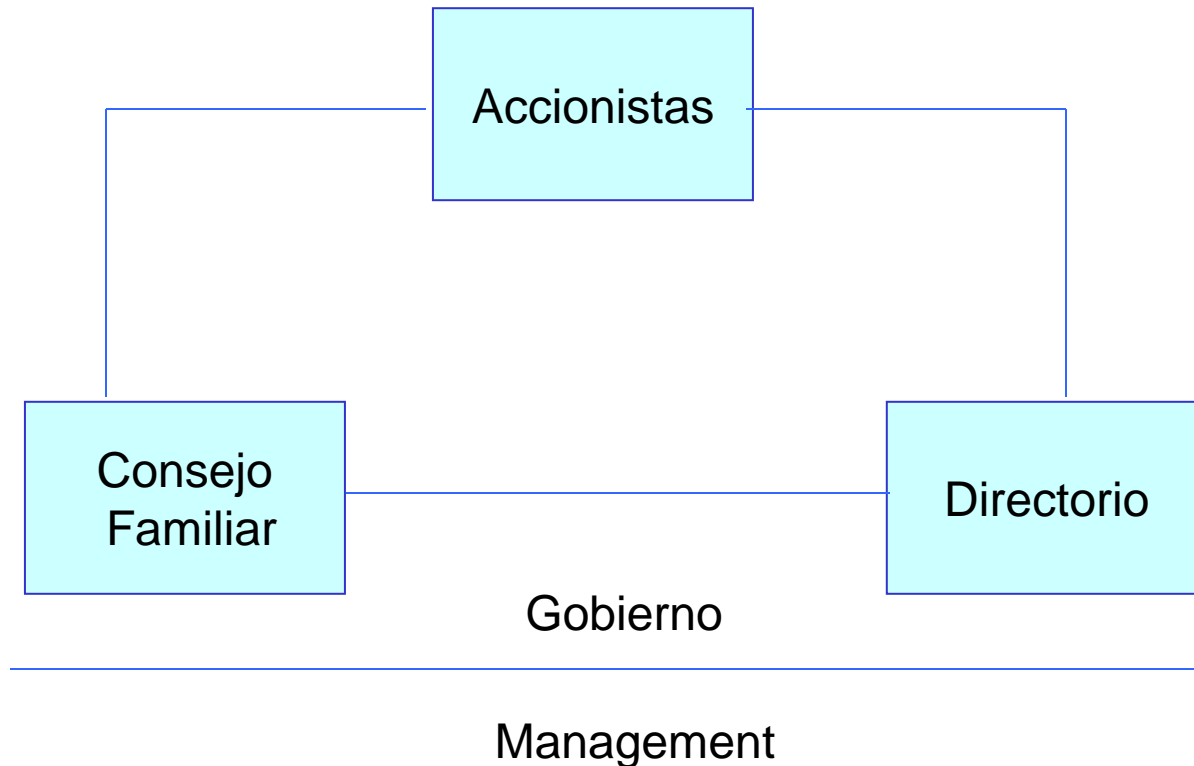 Accionistas
Consejo
Familiar
Directorio
Gobierno
Management